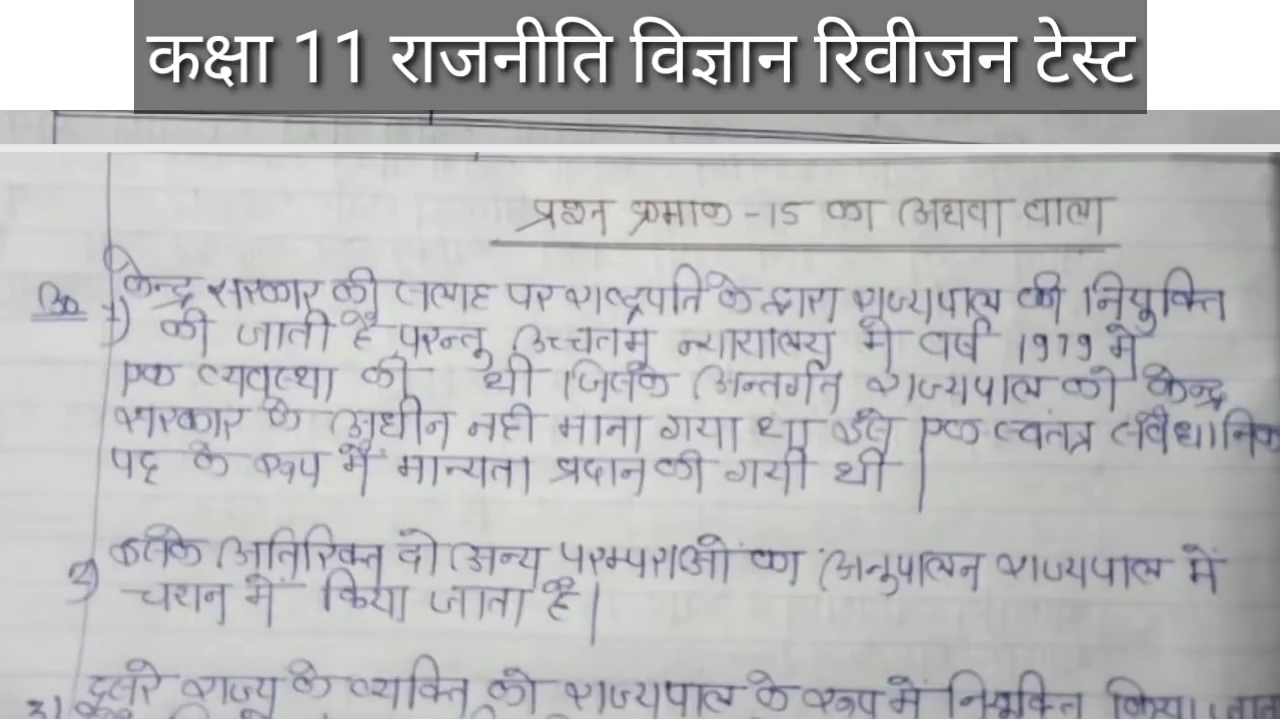 कक्षा 11 राजनीति विज्ञान रिवीजन टेस्ट
प्रश्न क्रमांक -15 का अथवा वाला
उ० 1) केन्द्र सरकार की सलाह पर राष्ट्रपति के द्वारा राज्यपाल की नियुक्ति
की जाती है परन्तु उच्चतम न्यायालय में वर्ष 1979 में
एक व्यवस्था की थी जिसके अन्तर्गत राज्यपाल को केन्द्र
सरकार के अधीन नही माना गया था उसे एक स्वतंत्र संवैधानिक
पद के रूप में मान्यता प्रदान की गयी थी |
2) इसके अतिरिक्त दो अन्य परम्पराओं का अनुपालन राज्यपाल में
चयन में किया जाता है |
3) दूसरे राज्य के व्यक्ति को राज्यपाल के रूप में नियुक्ति किया जात